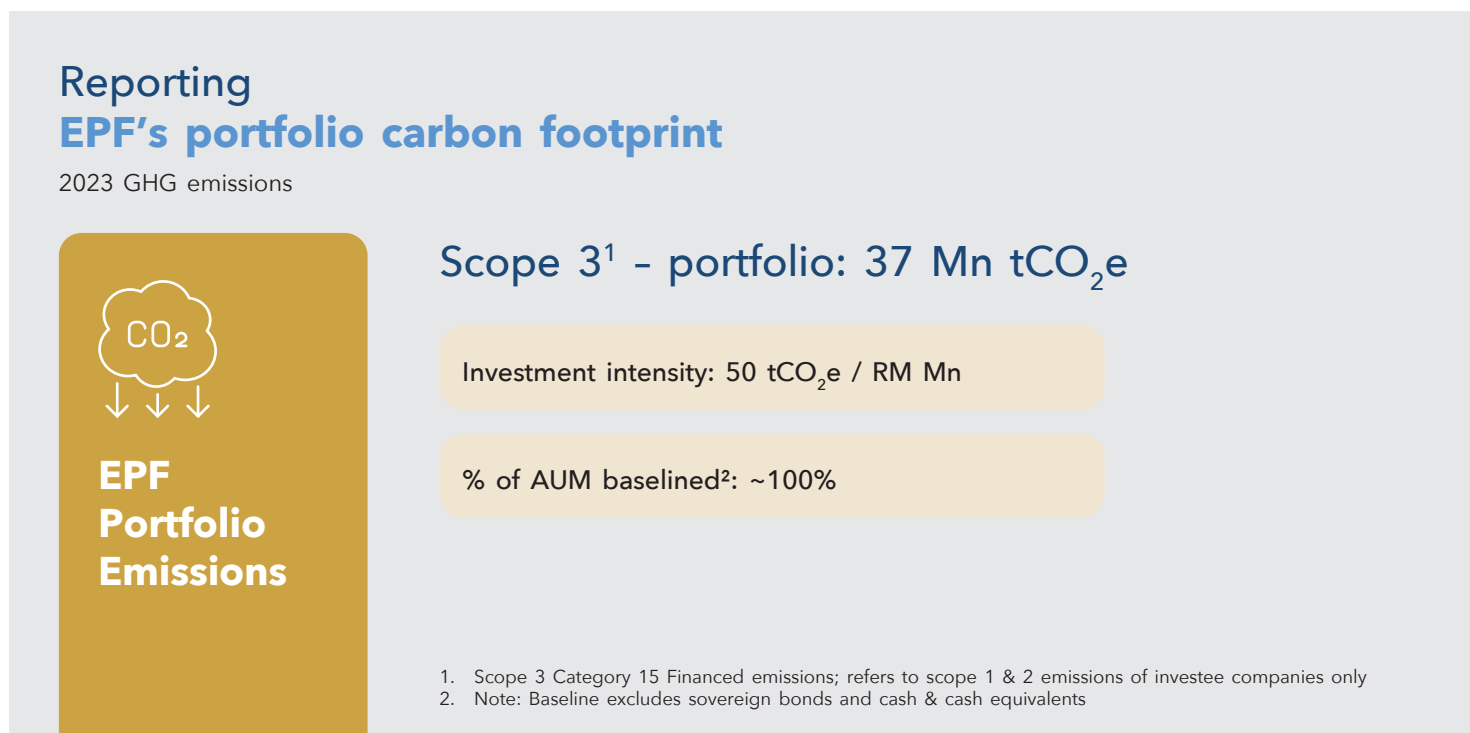 Reporting
EPF's portfolio carbon footprint
2023 GHG emissions
CO₂
EPF
Portfolio
Emissions
Scope 3¹ – portfolio: 37 Mn tCO₂e
Investment intensity: 50 tCO₂e / RM Mn
% of AUM baselined²: ~100%
1. Scope 3 Category 15 Financed emissions; refers to scope 1 & 2 emissions of investee companies only
2. Note: Baseline excludes sovereign bonds and cash & cash equivalents